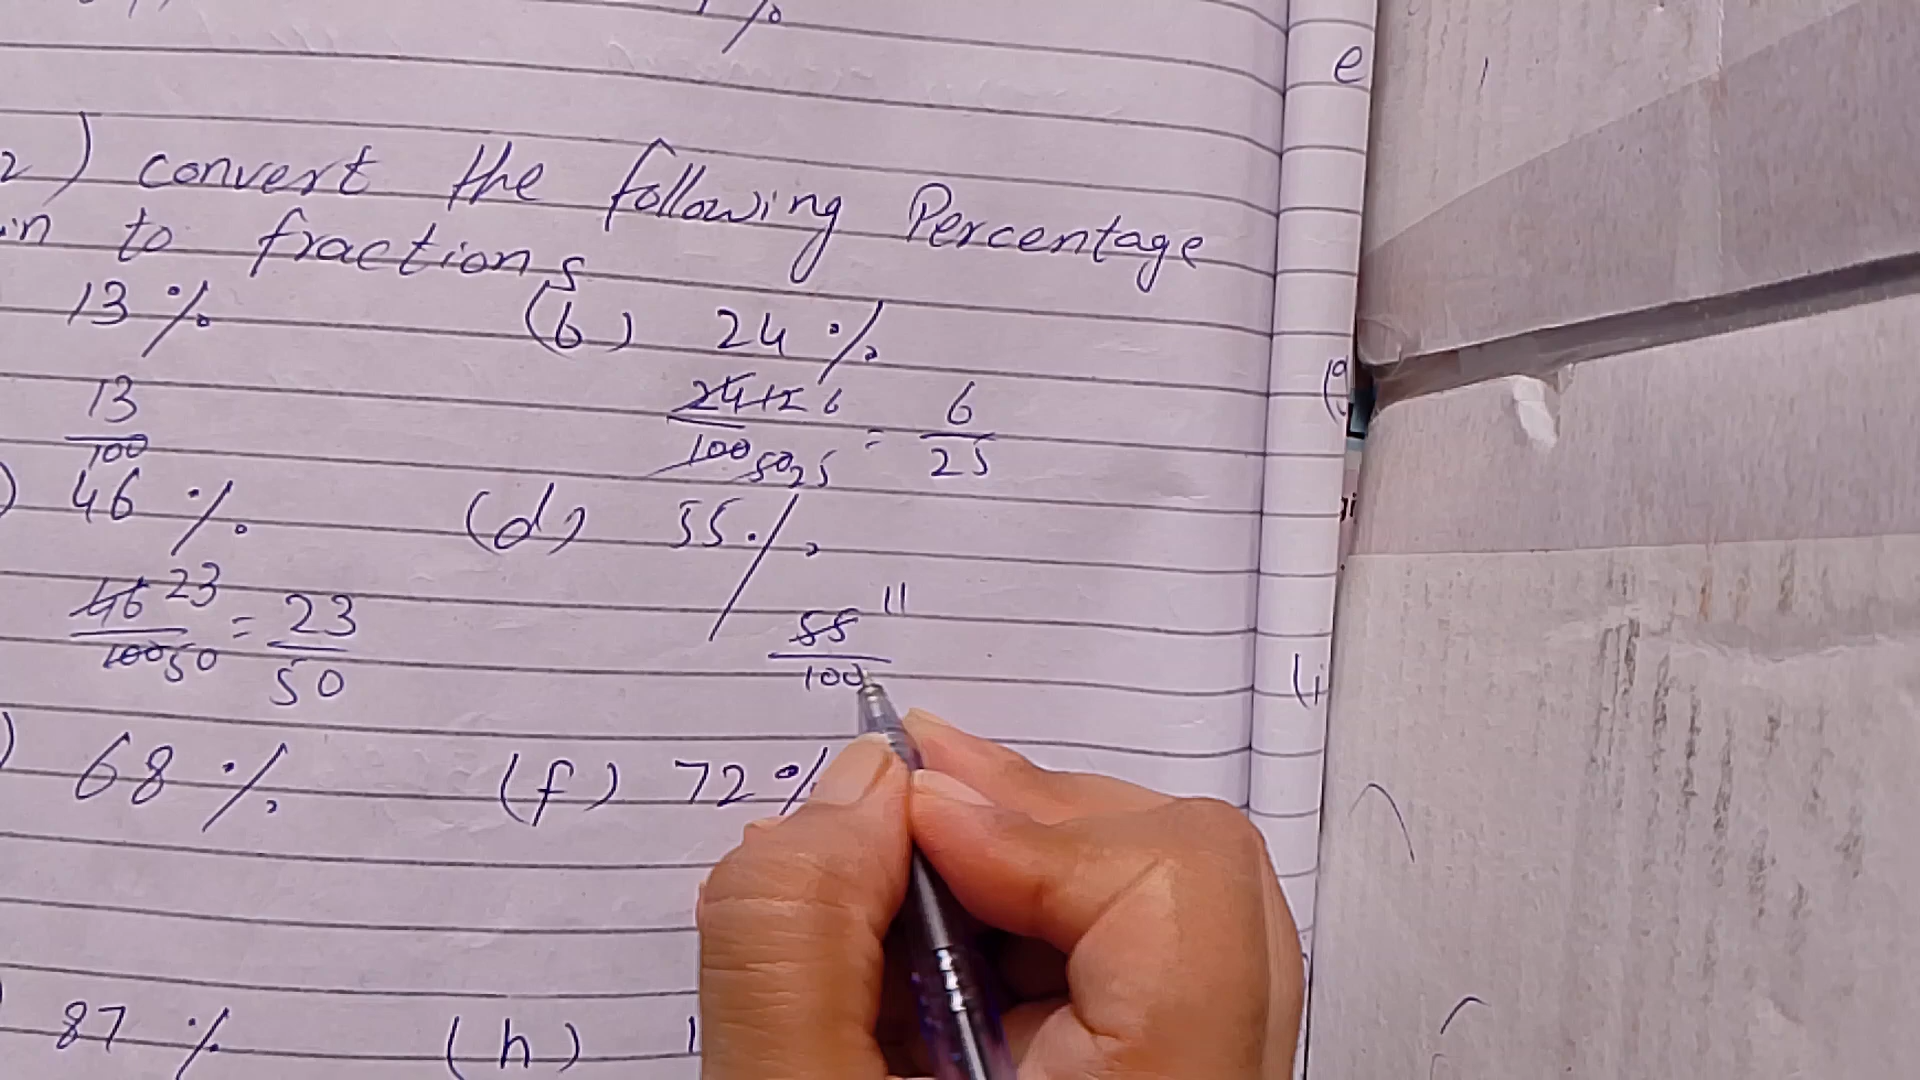 %
e
2) convert the following Percentage
in to fractions
13 % (b) 24 %
13/100 24 12 6/100 50 25 = 6/25
) 46 % (d) 55 %
46 23/100 50 = 23/50 55 11/100
) 68 % (f) 72 %
87 % (h) 1